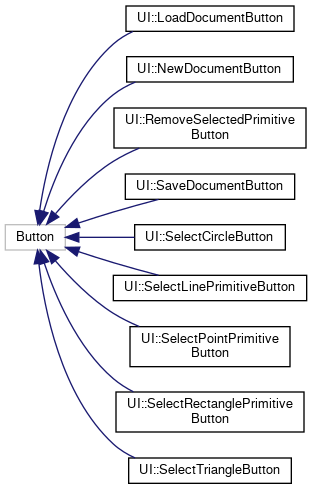 UI::LoadDocumentButton
UI::NewDocumentButton
UI::RemoveSelectedPrimitive
Button
UI::SaveDocumentButton
Button
UI::SelectCircleButton
UI::SelectLinePrimitiveButton
UI::SelectPointPrimitive
Button
UI::SelectRectanglePrimitive
Button
UI::SelectTriangleButton